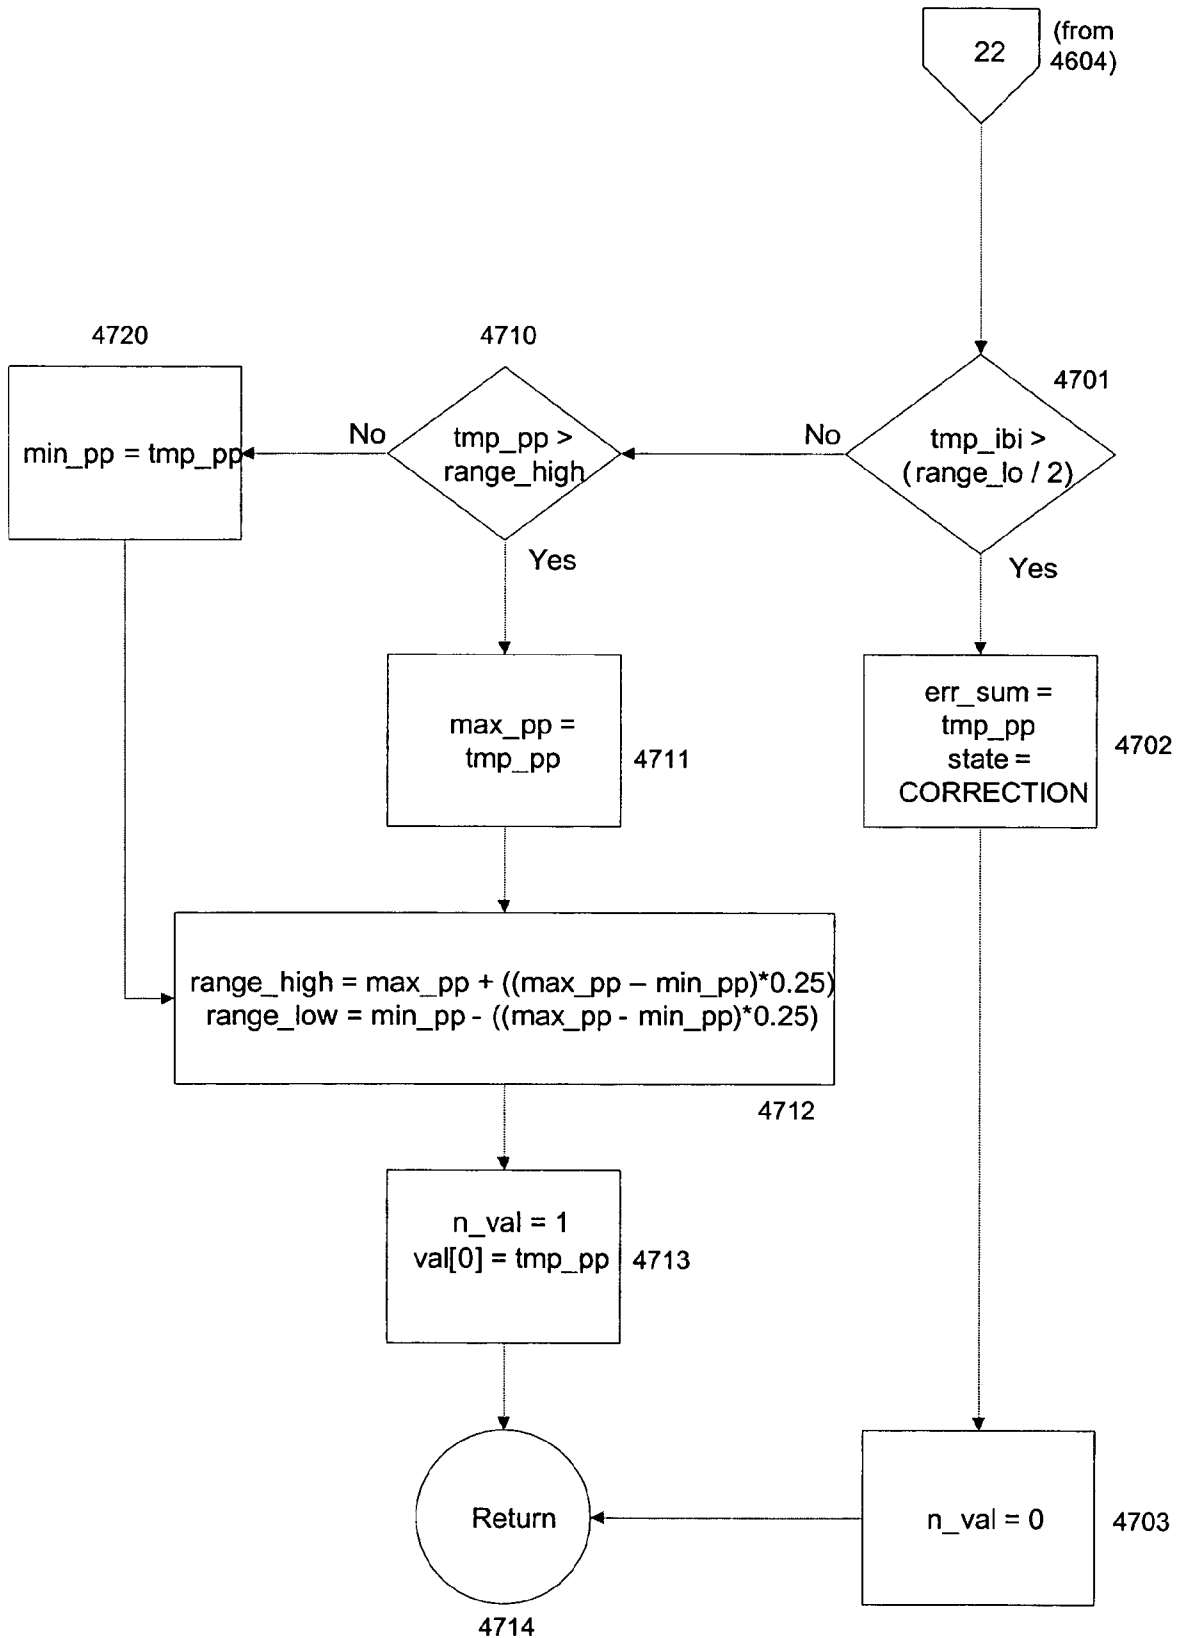 22
(from
4604)
4720
4710
4701
min_pp = tmp_pp
No
tmp_pp >
range_high
No
tmp_ibi >
(range_lo / 2)
Yes
Yes
max_pp =
tmp_pp
4711
err_sum =
tmp_pp
state =
CORRECTION
4702
range_high = max_pp + ((max_pp – min_pp)*0.25)
range_low = min_pp - ((max_pp - min_pp)*0.25)
4712
n_val = 1
val[0] = tmp_pp
4713
Return
n_val = 0
4703
4714